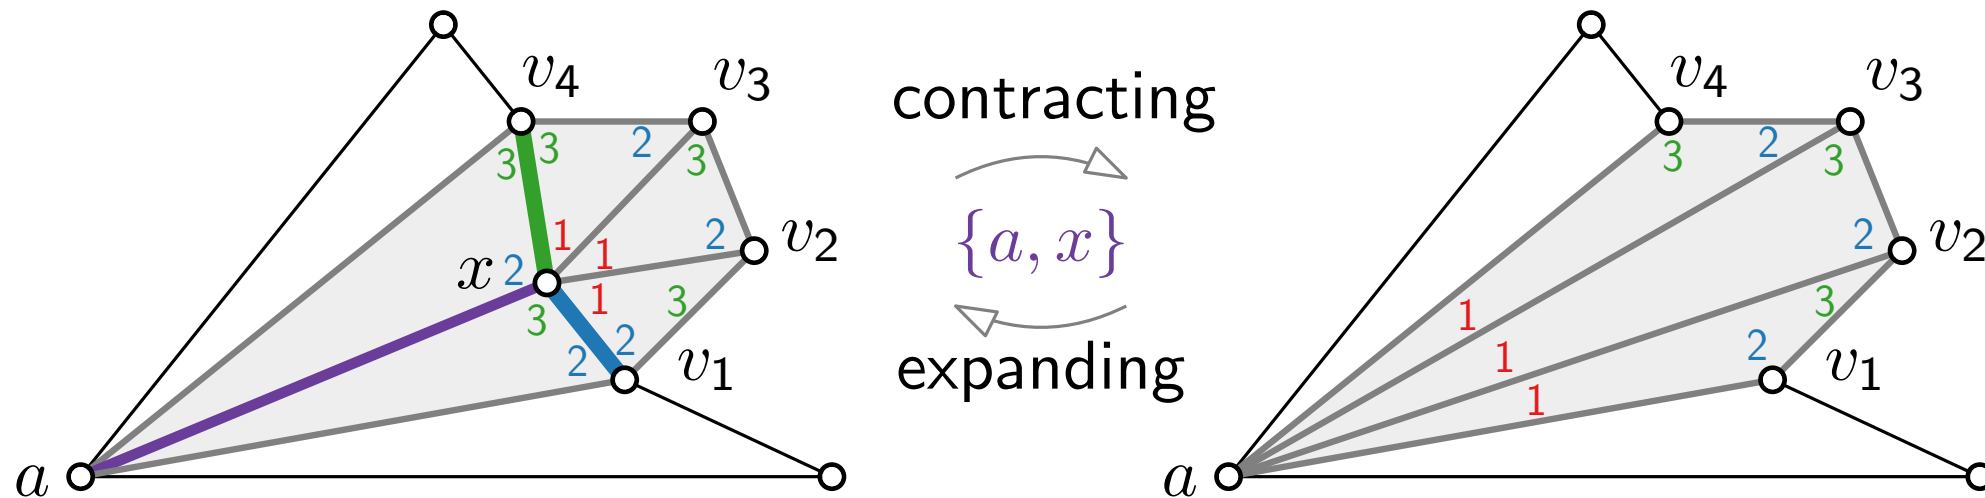 v4 v3 v4 v3
contracting
3 3 2 3 3 2 3
1 1 2 v2 {a, x} 2 v2
x 2 1 3 1 3
3 2 1 2
expanding
2 v1 1 v1
a a